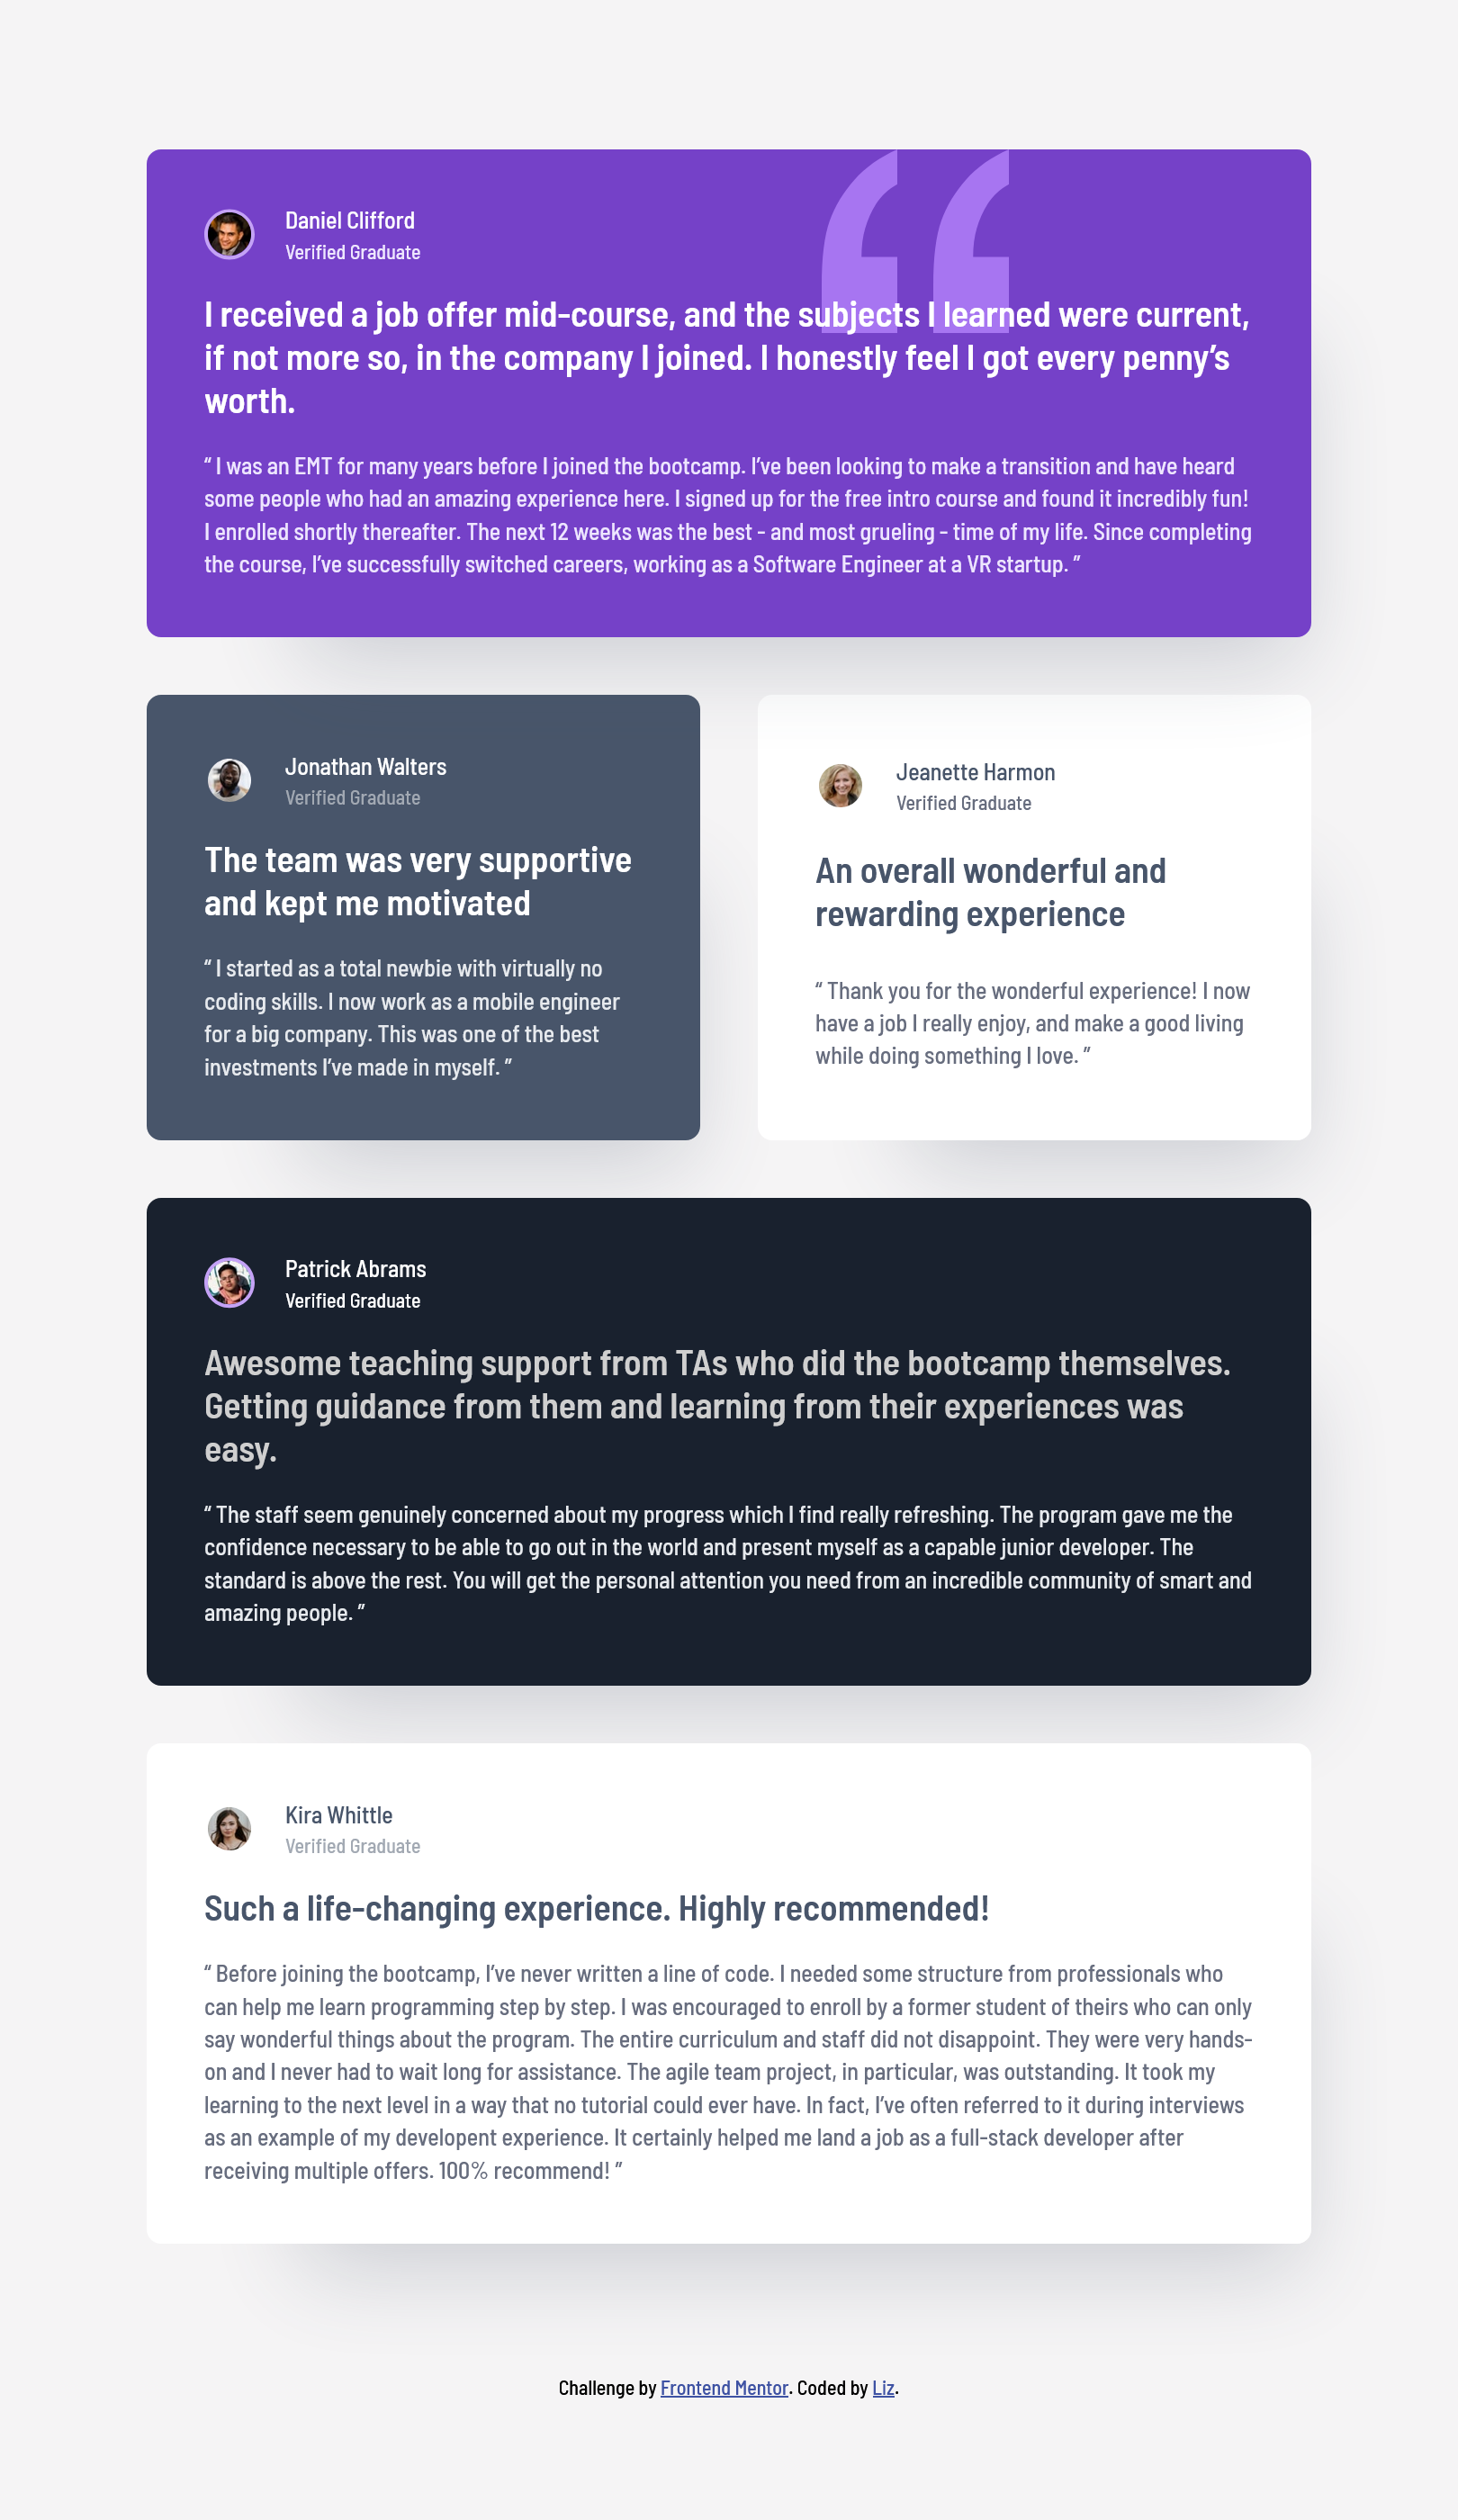 Daniel Clifford
Verified Graduate
I received a job offer mid-course, and the subjects I learned were current,
if not more so, in the company I joined. I honestly feel I got every penny’s
worth.
“ I was an EMT for many years before I joined the bootcamp. I’ve been looking to make a transition and have heard
some people who had an amazing experience here. I signed up for the free intro course and found it incredibly fun!
I enrolled shortly thereafter. The next 12 weeks was the best - and most grueling - time of my life. Since completing
the course, I’ve successfully switched careers, working as a Software Engineer at a VR startup. ”
Jonathan Walters
Verified Graduate
The team was very supportive
and kept me motivated
“ I started as a total newbie with virtually no
coding skills. I now work as a mobile engineer
for a big company. This was one of the best
investments I’ve made in myself. ”
Jeanette Harmon
Verified Graduate
An overall wonderful and
rewarding experience
“ Thank you for the wonderful experience! I now
have a job I really enjoy, and make a good living
while doing something I love. ”
Patrick Abrams
Verified Graduate
Awesome teaching support from TAs who did the bootcamp themselves.
Getting guidance from them and learning from their experiences was
easy.
“ The staff seem genuinely concerned about my progress which I find really refreshing. The program gave me the
confidence necessary to be able to go out in the world and present myself as a capable junior developer. The
standard is above the rest. You will get the personal attention you need from an incredible community of smart and
amazing people. ”
Kira Whittle
Verified Graduate
Such a life-changing experience. Highly recommended!
“ Before joining the bootcamp, I’ve never written a line of code. I needed some structure from professionals who
can help me learn programming step by step. I was encouraged to enroll by a former student of theirs who can only
say wonderful things about the program. The entire curriculum and staff did not disappoint. They were very hands-
on and I never had to wait long for assistance. The agile team project, in particular, was outstanding. It took my
learning to the next level in a way that no tutorial could ever have. In fact, I’ve often referred to it during interviews
as an example of my developent experience. It certainly helped me land a job as a full-stack developer after
receiving multiple offers. 100% recommend! ”
Challenge by Frontend Mentor. Coded by Liz.